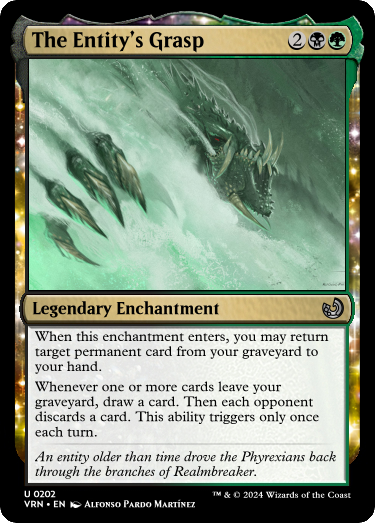 The Entity's Grasp 2
Legendary Enchantment
When this enchantment enters, you may return
target permanent card from your graveyard to
your hand.
Whenever one or more cards leave your
graveyard, draw a card. Then each opponent
discards a card. This ability triggers only once
each turn.
An entity older than time drove the Phyrexians back
through the branches of Realmbreaker.
U 0202
VRN • EN Alfonso Pardo Martínez
™ & © 2024 Wizards of the Coast